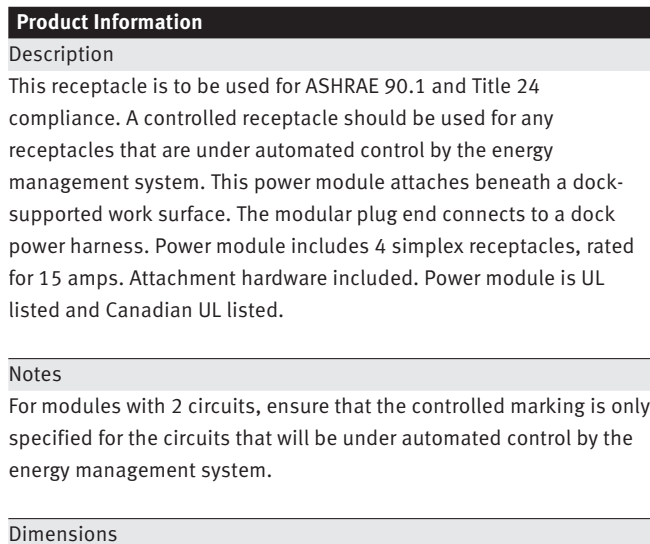 Product Information
Description
This receptacle is to be used for ASHRAE 90.1 and Title 24
compliance. A controlled receptacle should be used for any
receptacles that are under automated control by the energy
management system. This power module attaches beneath a dock-
supported work surface. The modular plug end connects to a dock
power harness. Power module includes 4 simplex receptacles, rated
for 15 amps. Attachment hardware included. Power module is UL
listed and Canadian UL listed.
Notes
For modules with 2 circuits, ensure that the controlled marking is only
specified for the circuits that will be under automated control by the
energy management system.
Dimensions